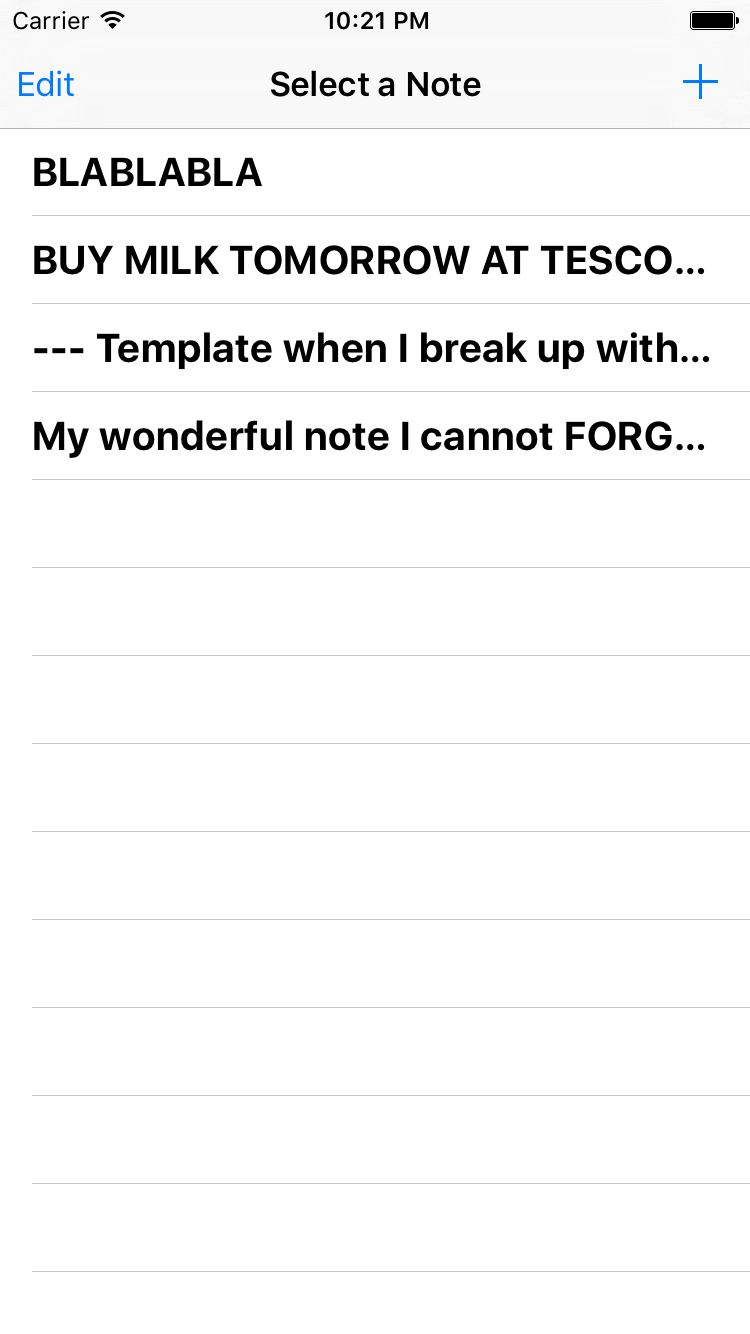 Carrier 10:21 PM
Edit Select a Note +
BLABLABLA
BUY MILK TOMORROW AT TESCO...
--- Template when I break up with...
My wonderful note I cannot FORG...